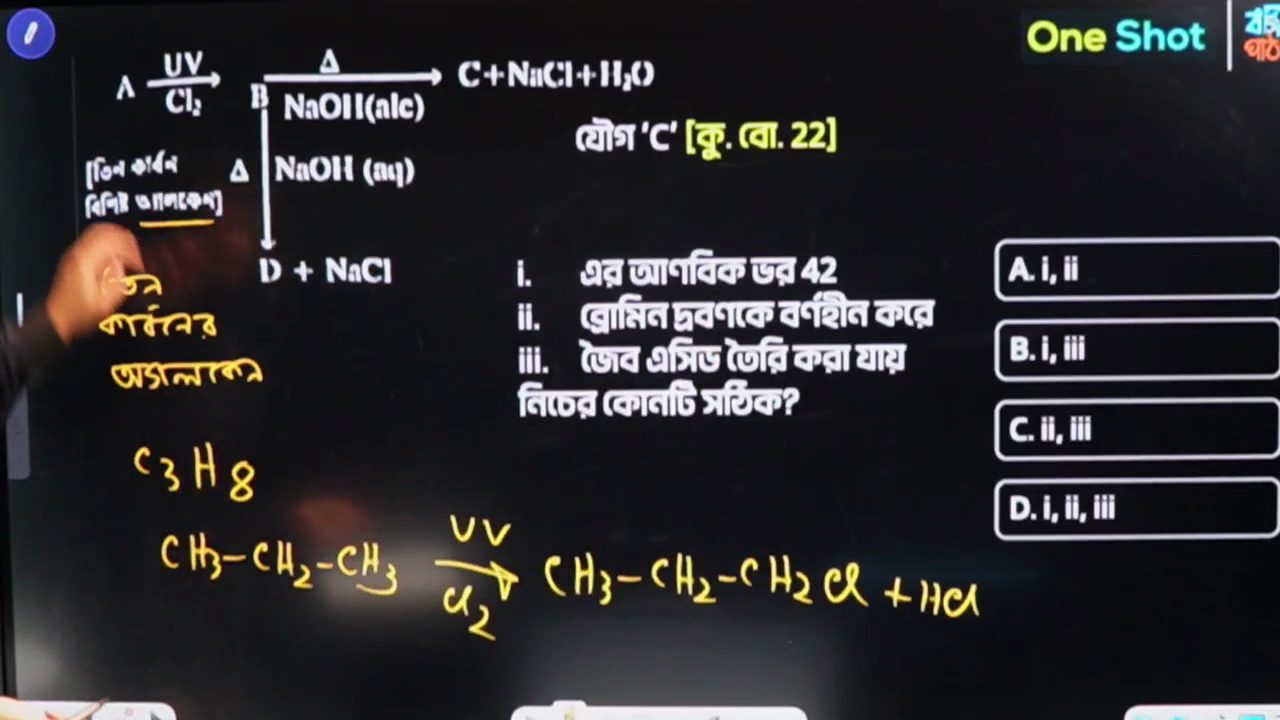 One Shot
A UV Cl₂ → B Δ NaOH(alc) → C+NaCl+H₂O
যৌগ 'C' [কু. বো. 22]
[তিন কার্বন
বিশিষ্ট অ্যালকেন]
Δ NaOH (aq)
D + NaCl
i. এর আণবিক ভর 42
ii. ব্রোমিন দ্রবণকে বর্ণহীন করে
iii. জৈব এসিড তৈরি করা যায়
নিচের কোনটি সঠিক?
A. i, ii
B. i, iii
C. ii, iii
D. i, ii, iii
কার্বনের
অ্যালকেন
C₃H₈
CH₃-CH₂-CH₃ UV Cl₂ → CH₃-CH₂-CH₂Cl + HCl